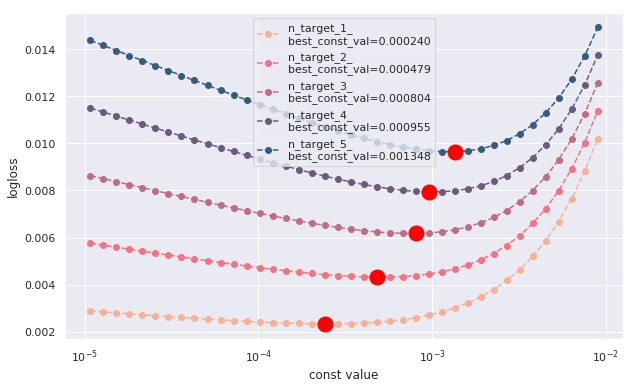 n_target_1_
best_const_val=0.000240
n_target_2_
best_const_val=0.000479
n_target_3_
best_const_val=0.000804
n_target_4_
best_const_val=0.000955
n_target_5_
best_const_val=0.001348
0.014
0.012
0.010
0.008
0.006
0.004
0.002
logloss
10⁻⁵
10⁻⁴
10⁻³
10⁻²
const value